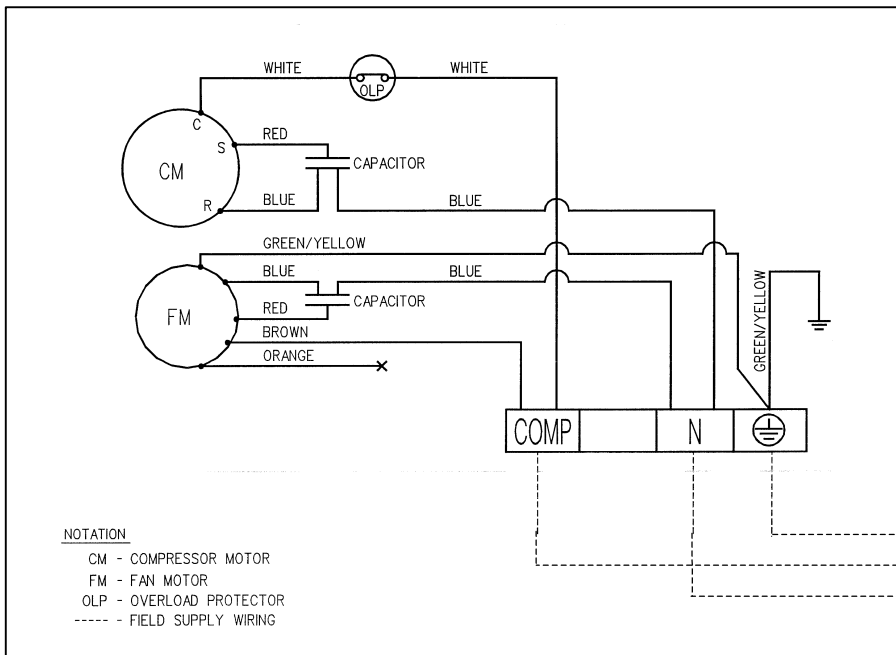 WHITE
WHITE
OLP
C
S
RED
CM
CAPACITOR
R
BLUE
BLUE
GREEN/YELLOW
BLUE
BLUE
CAPACITOR
RED
FM
BROWN
ORANGE
GREEN/YELLOW
COMP
N
NOTATION
CM - COMPRESSOR MOTOR
FM - FAN MOTOR
OLP - OVERLOAD PROTECTOR
----- - FIELD SUPPLY WIRING